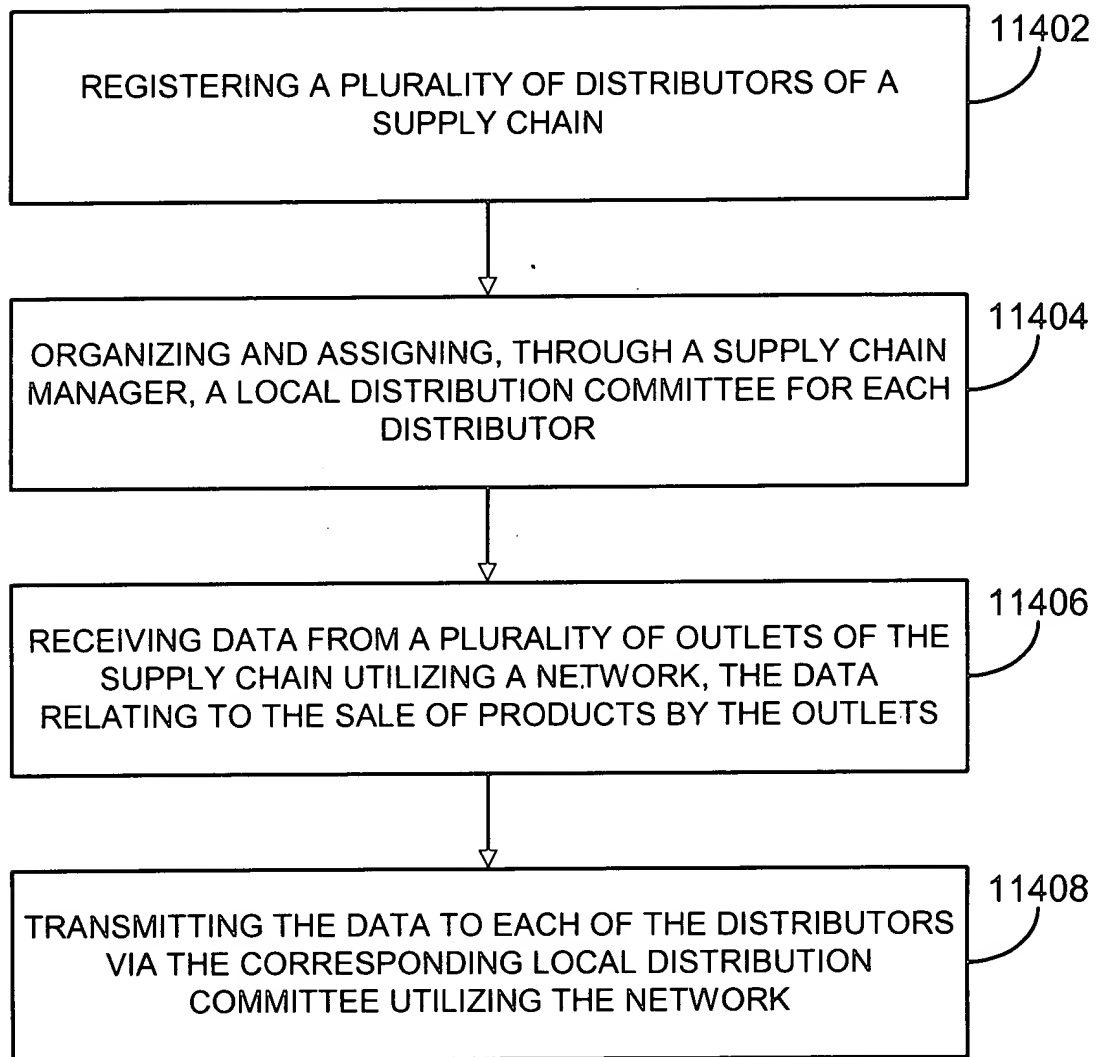 11402
REGISTERING A PLURALITY OF DISTRIBUTORS OF A
SUPPLY CHAIN
11404
ORGANIZING AND ASSIGNING, THROUGH A SUPPLY CHAIN
MANAGER, A LOCAL DISTRIBUTION COMMITTEE FOR EACH
DISTRIBUTOR
11406
RECEIVING DATA FROM A PLURALITY OF OUTLETS OF THE
SUPPLY CHAIN UTILIZING A NETWORK, THE DATA
RELATING TO THE SALE OF PRODUCTS BY THE OUTLETS
11408
TRANSMITTING THE DATA TO EACH OF THE DISTRIBUTORS
VIA THE CORRESPONDING LOCAL DISTRIBUTION
COMMITTEE UTILIZING THE NETWORK